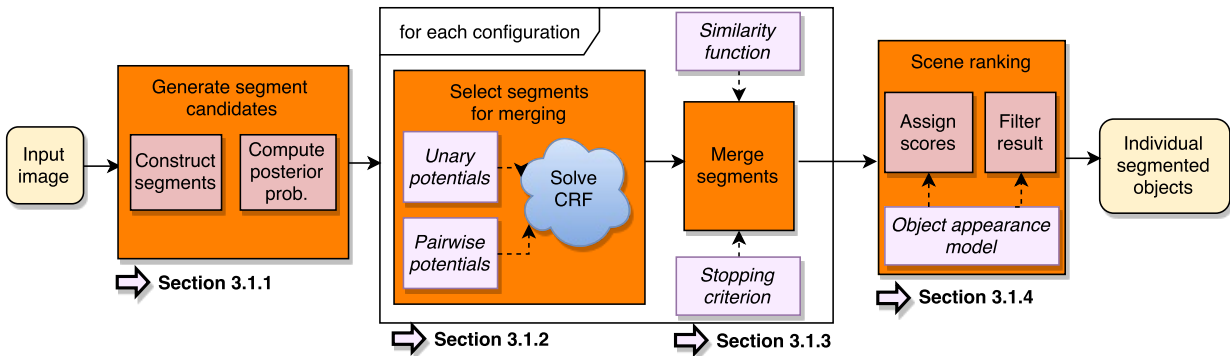 Input
image
Generate segment
candidates
Construct
segments
Compute
posterior
prob.
Section 3.1.1
for each configuration
Select segments
for merging
Unary
potentials
Pairwise
potentials
Solve
CRF
Section 3.1.2
Similarity
function
Merge
segments
Stopping
criterion
Section 3.1.3
Scene ranking
Assign
scores
Filter
result
Object appearance
model
Section 3.1.4
Individual
segmented
objects